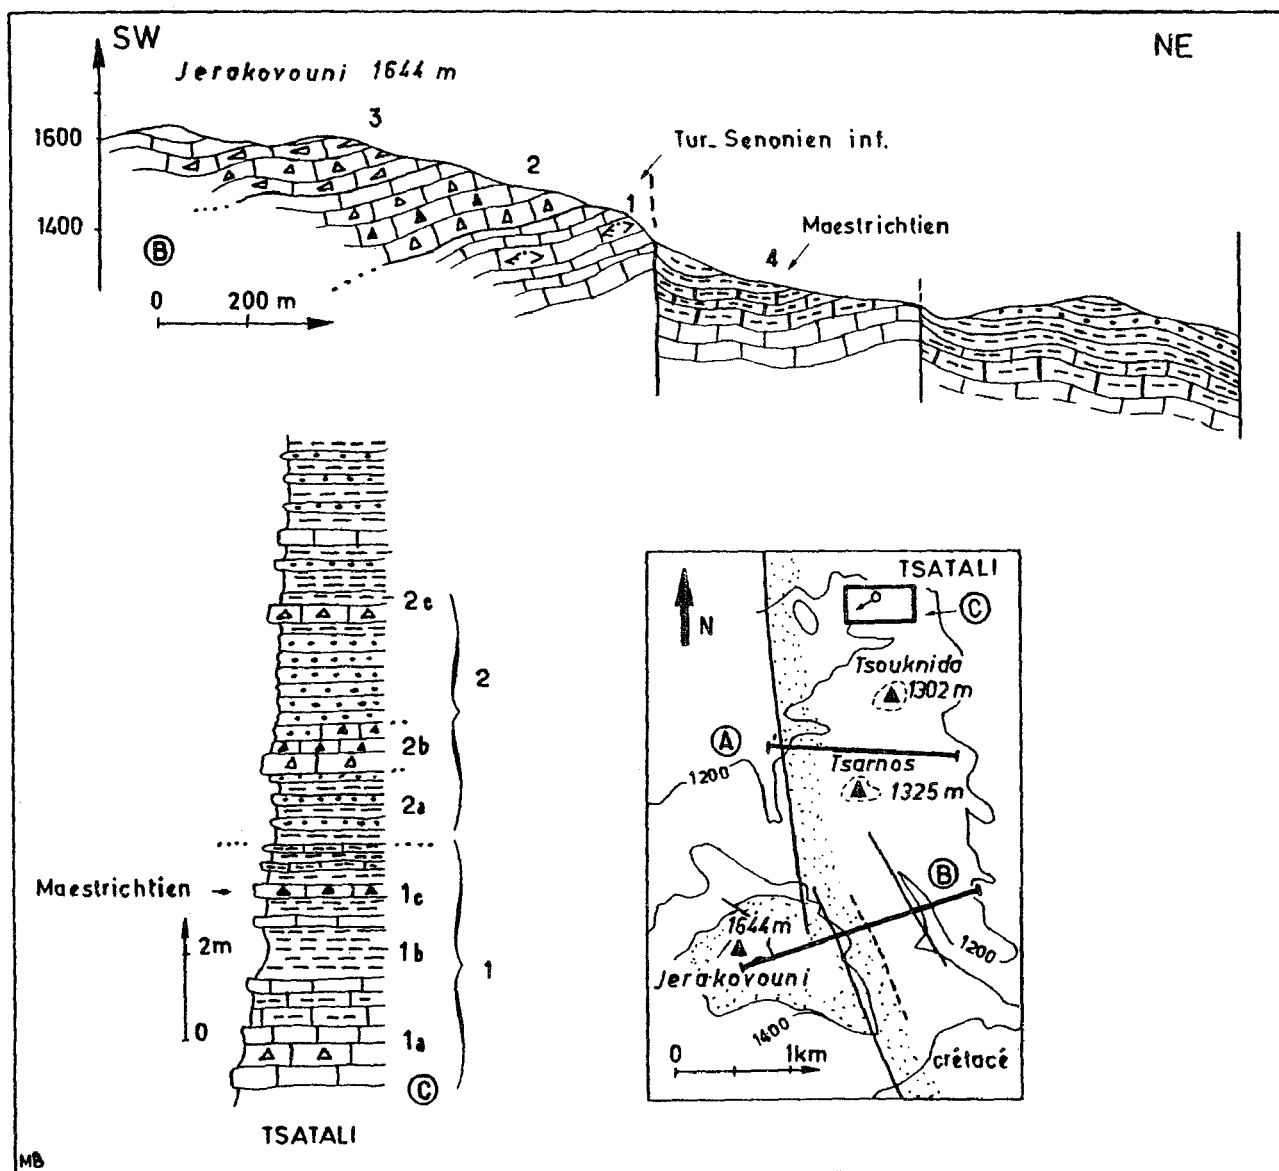 SW
NE
Jerakovouni 1644 m
3
1600
Tur_Senonien inf.
2
1
1400
Maestrichtien
4
B
0 200 m
2c
2
2b
2a
Maestrichtien
1c
2m
1b
1
0
1a
C
TSATALI
MB
TSATALI
C
N
Tsouknida
1302 m
A
1200
Tsarnos
1325 m
B
1644m
1200
Jerakovouni
1400
0 1km
crétacé